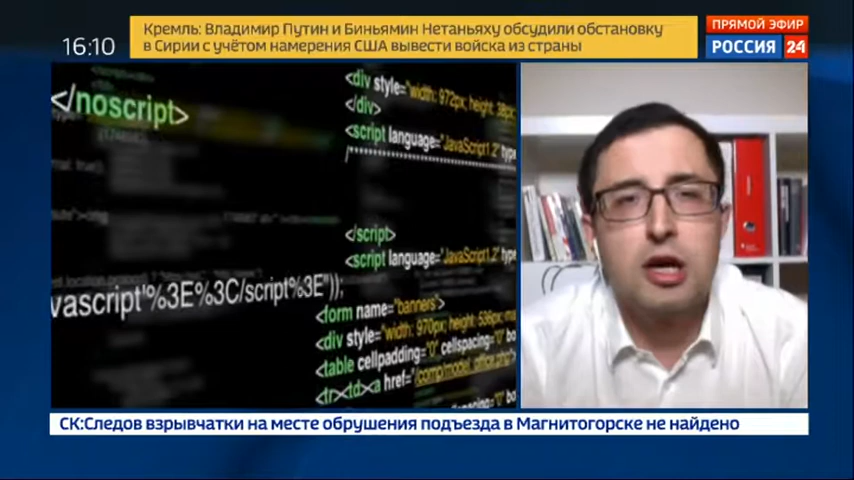 16:10
Кремль: Владимир Путин и Биньямин Нетаньяху обсудили обстановку
в Сирии с учётом намерения США вывести войска из страны
ПРЯМОЙ ЭФИР
РОССИЯ 24
</noscript>
<div style="width: 972px; height: 38px;
</div>
<script language="JavaScript1.2" type
</script>
<script language="JavaScript1.2" type
vascript'%3E%3C/script%3E"));
<form name="banners">
<div style="width: 970px; height: 536px;
<table cellpadding="0" cellspacing="0"
<tr><td><a href="
СК:Следов взрывчатки на месте обрушения подъезда в Магнитогорске не найдено